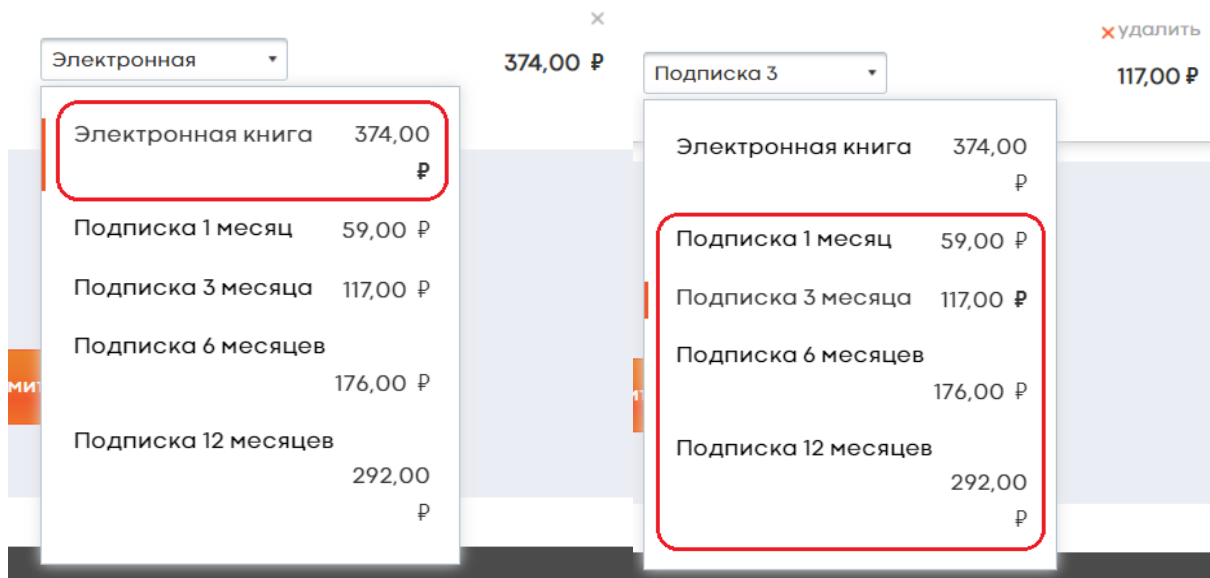 ×
Электронная
374,00 ₽
Электронная книга 374,00
₽
Подписка 1 месяц 59,00 ₽
Подписка 3 месяца 117,00 ₽
Подписка 6 месяцев
176,00 ₽
Подписка 12 месяцев
292,00
₽
×удалить
Подписка 3
117,00 ₽
Электронная книга 374,00
₽
Подписка 1 месяц 59,00 ₽
Подписка 3 месяца 117,00 ₽
Подписка 6 месяцев
176,00 ₽
Подписка 12 месяцев
292,00
₽